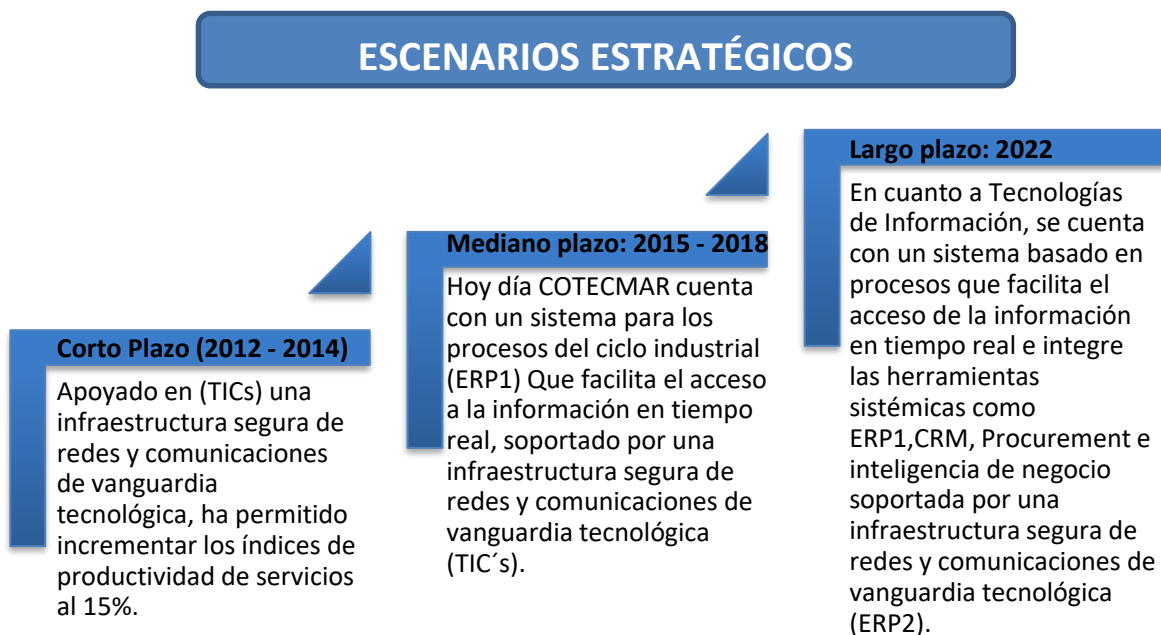 ESCENARIOS ESTRATÉGICOS
Corto Plazo (2012 - 2014)
Apoyado en (TICs) una
infraestructura segura de
redes y comunicaciones
de vanguardia
tecnológica, ha permitido
incrementar los índices de
productividad de servicios
al 15%.
Mediano plazo: 2015 - 2018
Hoy día COTECMAR cuenta
con un sistema para los
procesos del ciclo industrial
(ERP1) Que facilita el acceso
a la información en tiempo
real, soportado por una
infraestructura segura de
redes y comunicaciones de
vanguardia tecnológica
(TIC´s).
Largo plazo: 2022
En cuanto a Tecnologías
de Información, se cuenta
con un sistema basado en
procesos que facilita el
acceso de la información
en tiempo real e integre
las herramientas
sistémicas como
ERP1,CRM, Procurement e
inteligencia de negocio
soportada por una
infraestructura segura de
redes y comunicaciones de
vanguardia tecnológica
(ERP2).